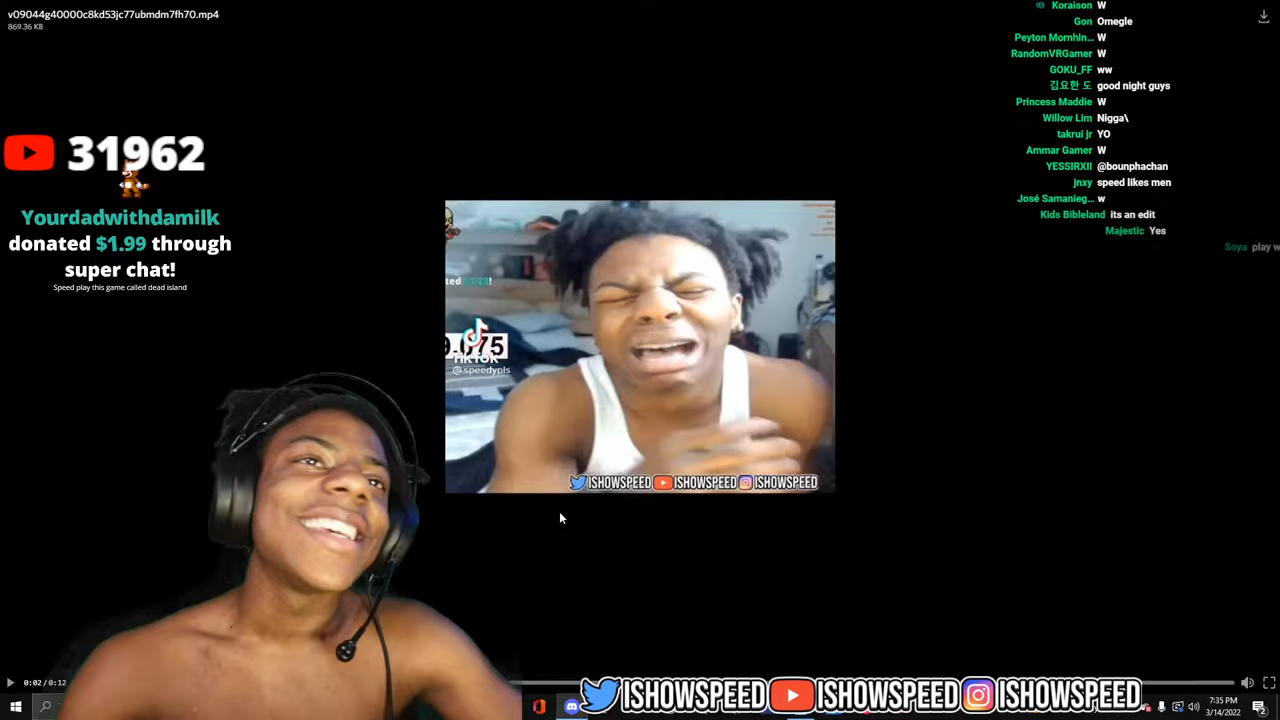 v09044g40000c8kd53jc77ubmdm7fh70.mp4
869.36 KB
31962
Yourdadwithdamilk
donated $1.99 through
super chat!
Speed play this game called dead island
Koraison W
Gon Omegle
Peyton Mornhin... W
RandomVRGamer W
GOKU_FF ww
김요한 도 good night guys
Princess Maddie W
Willow Lim Nigga\
takrui jr YO
Ammar Gamer W
YESSIRXII @bounphachan
jnxy speed likes men
José Samanieg... w
Kids Bibleland its an edit
Majestic Yes
Soya play w
TikTok
@speedypls
ISHOWSPEED ISHOWSPEED ISHOWSPEED
0:02/0:12
ISHOWSPEED ISHOWSPEED ISHOWSPEED
7:35 PM
3/14/2022
2